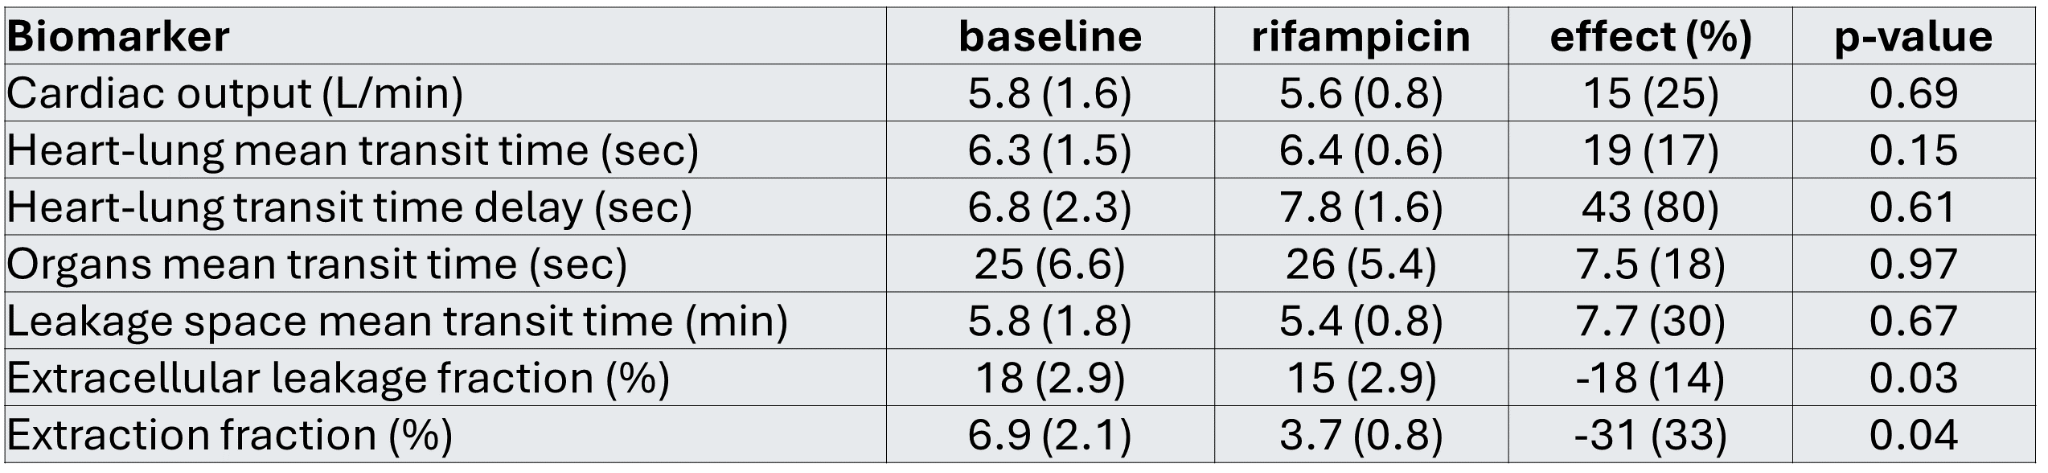 Biomarker baseline rifampicin effect (%) p-value
Cardiac output (L/min) 5.8 (1.6) 5.6 (0.8) 15 (25) 0.69
Heart-lung mean transit time (sec) 6.3 (1.5) 6.4 (0.6) 19 (17) 0.15
Heart-lung transit time delay (sec) 6.8 (2.3) 7.8 (1.6) 43 (80) 0.61
Organs mean transit time (sec) 25 (6.6) 26 (5.4) 7.5 (18) 0.97
Leakage space mean transit time (min) 5.8 (1.8) 5.4 (0.8) 7.7 (30) 0.67
Extracellular leakage fraction (%) 18 (2.9) 15 (2.9) -18 (14) 0.03
Extraction fraction (%) 6.9 (2.1) 3.7 (0.8) -31 (33) 0.04